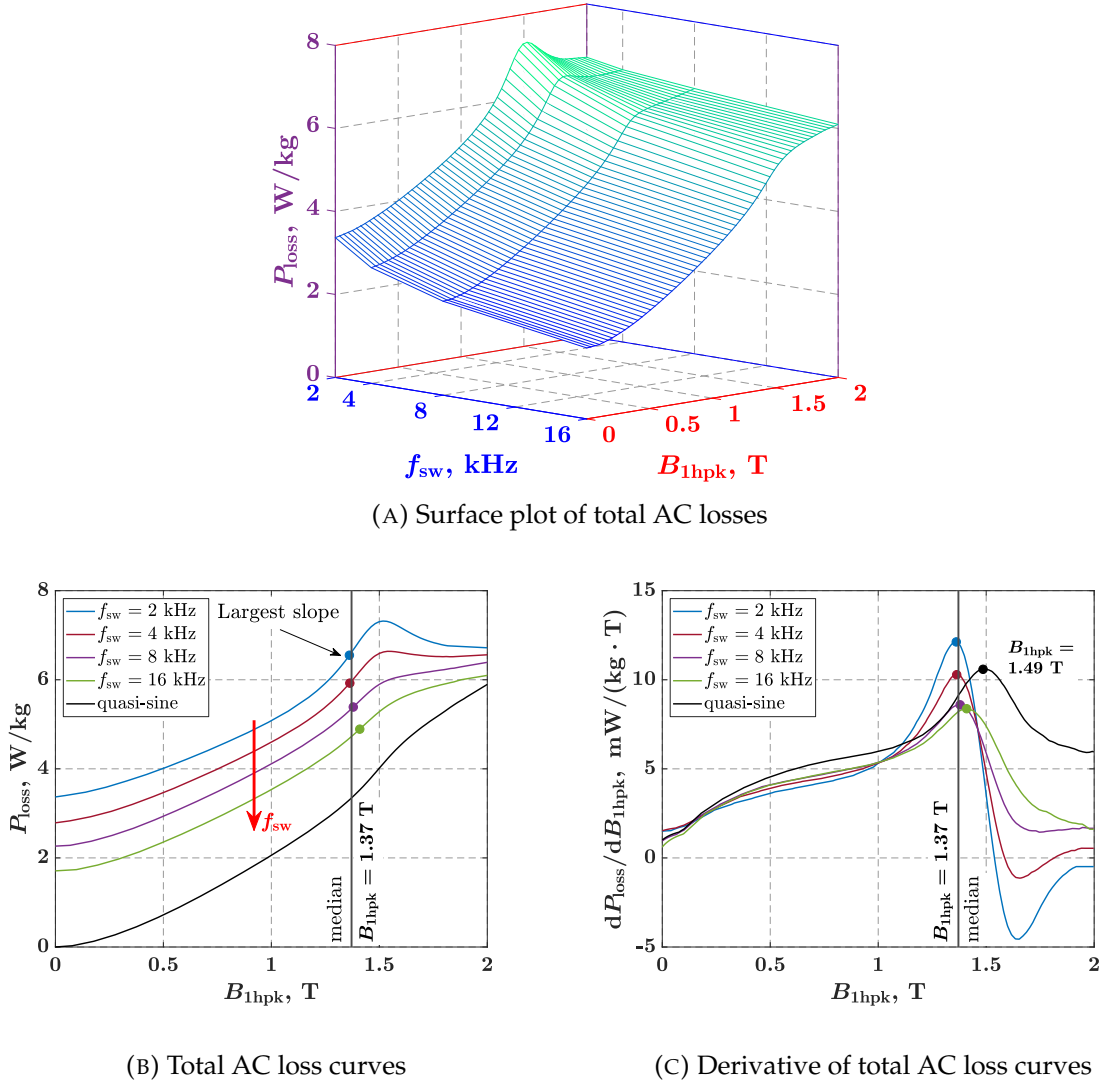 8
6
4
2
0
P_loss, W/kg
2
4
8
12
16
f_sw, kHz
0
0.5
1
1.5
2
B_1hpk, T
(A) Surface plot of total AC losses
8
6
4
2
0
P_loss, W/kg
f_sw = 2 kHz
f_sw = 4 kHz
f_sw = 8 kHz
f_sw = 16 kHz
quasi-sine
Largest slope
f_sw
median
B_1hpk = 1.37 T
0
0.5
1
1.5
2
B_1hpk, T
(B) Total AC loss curves
15
10
5
0
-5
dP_loss/dB_1hpk, mW/(kg · T)
f_sw = 2 kHz
f_sw = 4 kHz
f_sw = 8 kHz
f_sw = 16 kHz
quasi-sine
B_1hpk =
1.49 T
B_1hpk = 1.37 T
median
0
0.5
1
1.5
2
B_1hpk, T
(C) Derivative of total AC loss curves